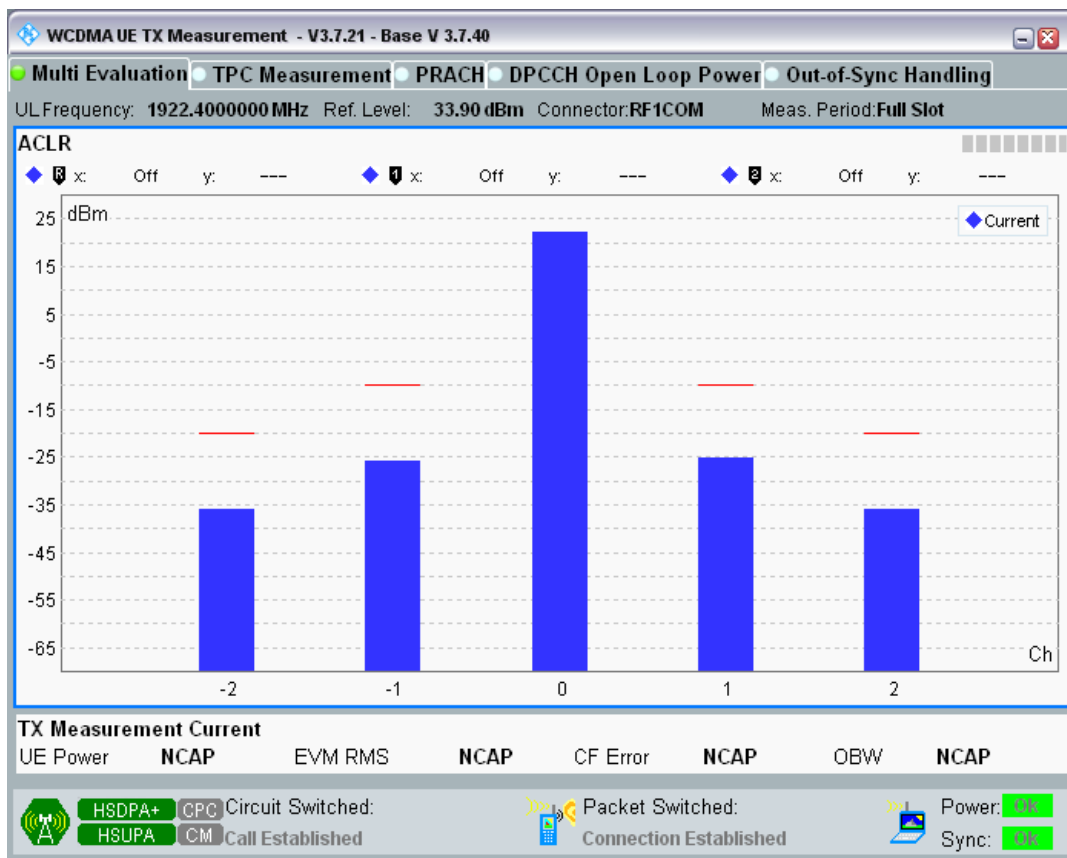 WCDMA UE TX Measurement - V3.7.21 - Base V 3.7.40
Multi Evaluation TPC Measurement PRACH DPCCH Open Loop Power Out-of-Sync Handling
UL Frequency: 1922.4000000 MHz Ref. Level: 33.90 dBm Connector:RF1COM Meas. Period:Full Slot
ACLR
R x: Off y: --- 1 x: Off y: --- 2 x: Off y: ---
dBm
Current
25
15
5
-5
-15
-25
-35
-45
-55
-65
Ch
-2 -1 0 1 2
TX Measurement Current
UE Power NCAP EVM RMS NCAP CF Error NCAP OBW NCAP
HSDPA+ CPC Circuit Switched: Packet Switched: Power: Ok
HSUPA CM Call Established Connection Established Sync: Ok